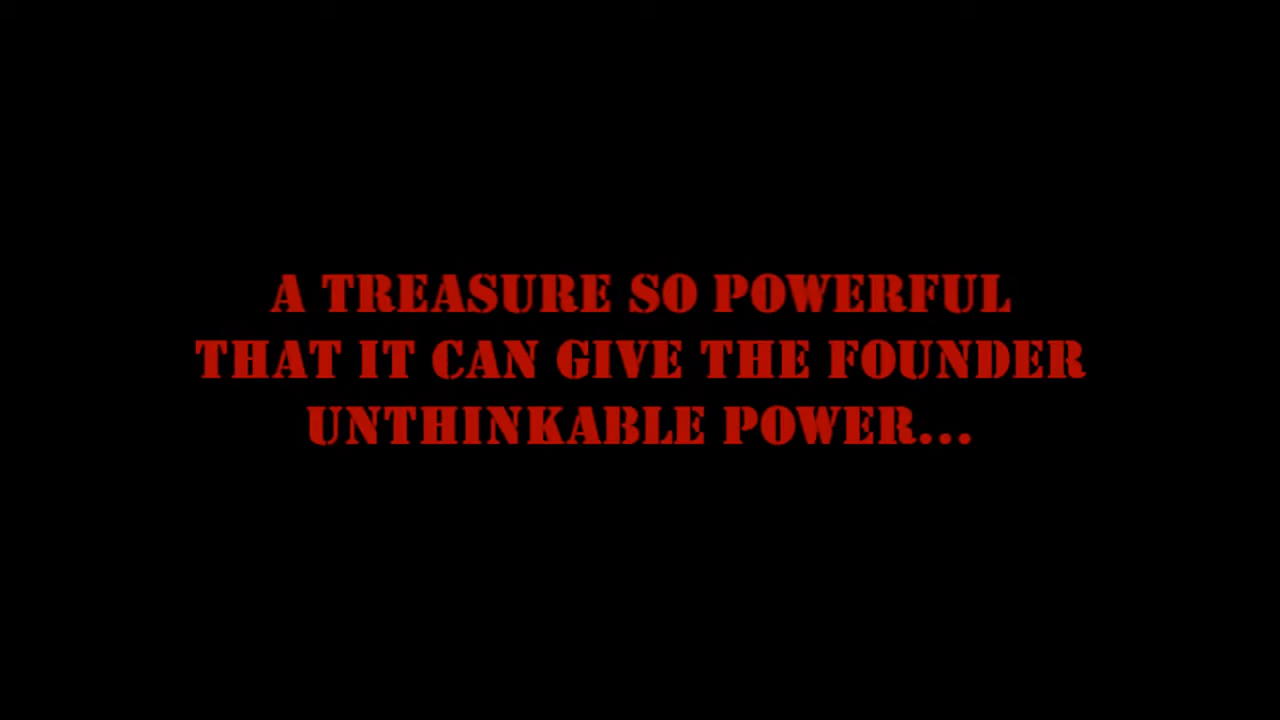 A TREASURE SO POWERFUL
THAT IT CAN GIVE THE FOUNDER
UNTHINKABLE POWER...